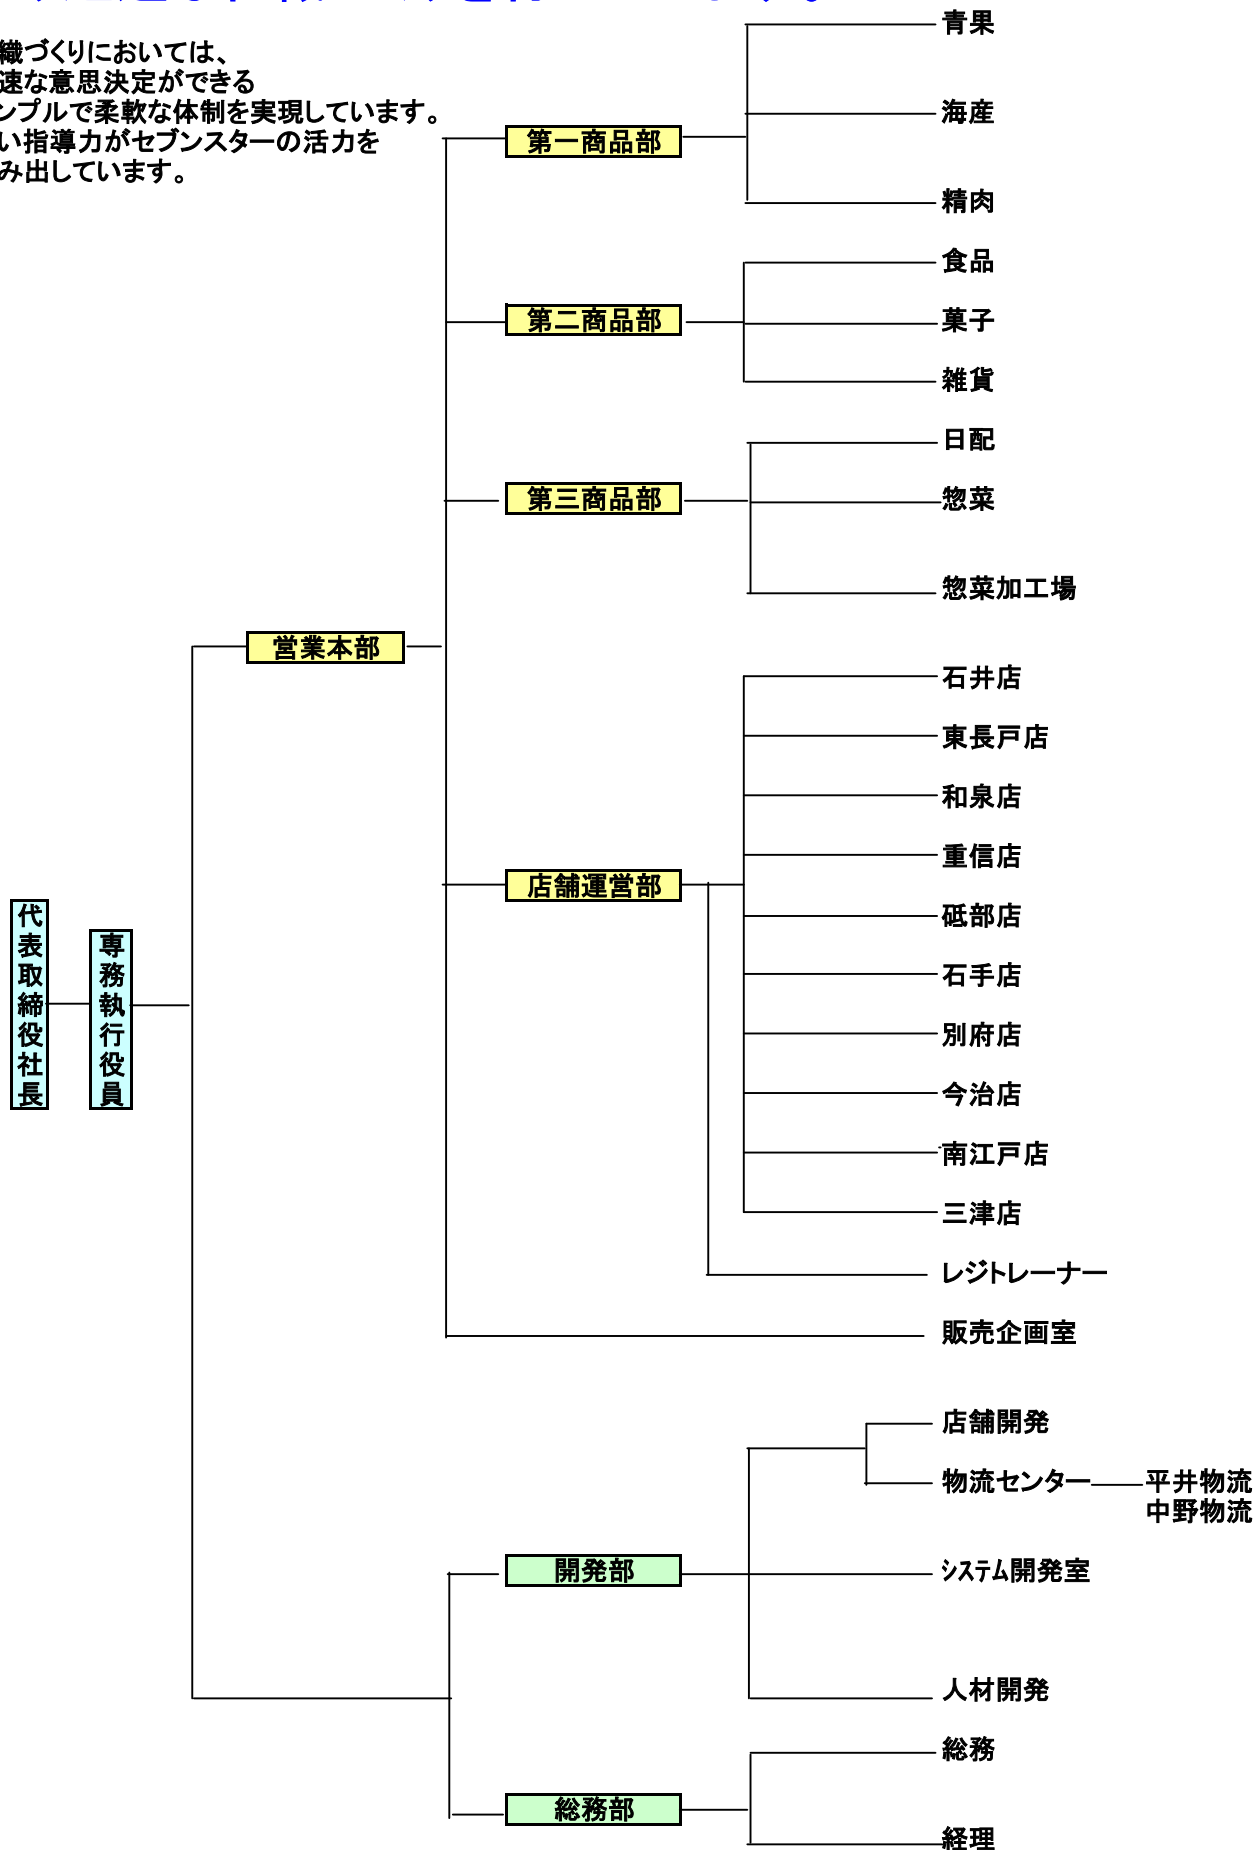 織づくりにおいては、
速な意思決定ができる
ンプルで柔軟な体制を実現しています。
い指導力がセブンスターの活力を
み出しています。
青果
海産
第一商品部
精肉
食品
第二商品部
菓子
雑貨
日配
第三商品部
惣菜
惣菜加工場
営業本部
石井店
東長戸店
和泉店
重信店
店舗運営部
砥部店
石手店
別府店
今治店
南江戸店
三津店
代表取締役社長
専務執行役員
レジトレーナー
販売企画室
店舗開発
物流センター
平井物流
中野物流
開発部
ｼｽﾃﾑ開発室
人材開発
総務
総務部
経理